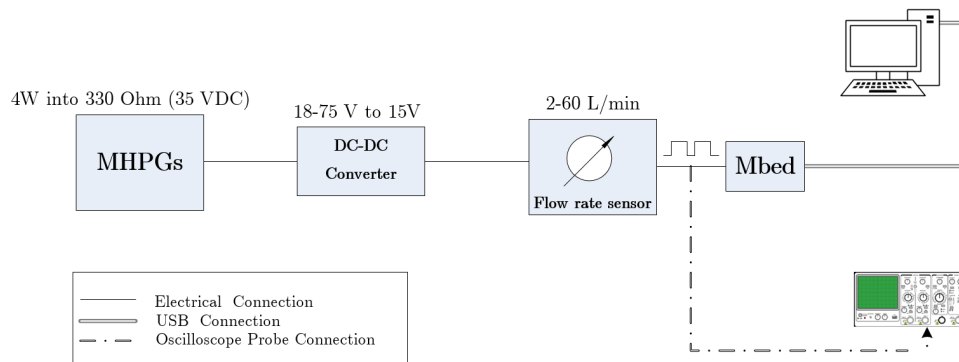 4W into 330 Ohm (35 VDC)
MHPGs
18-75 V to 15V
DC-DC
Converter
2-60 L/min
Flow rate sensor
Mbed
Electrical Connection
USB Connection
Oscilloscope Probe Connection